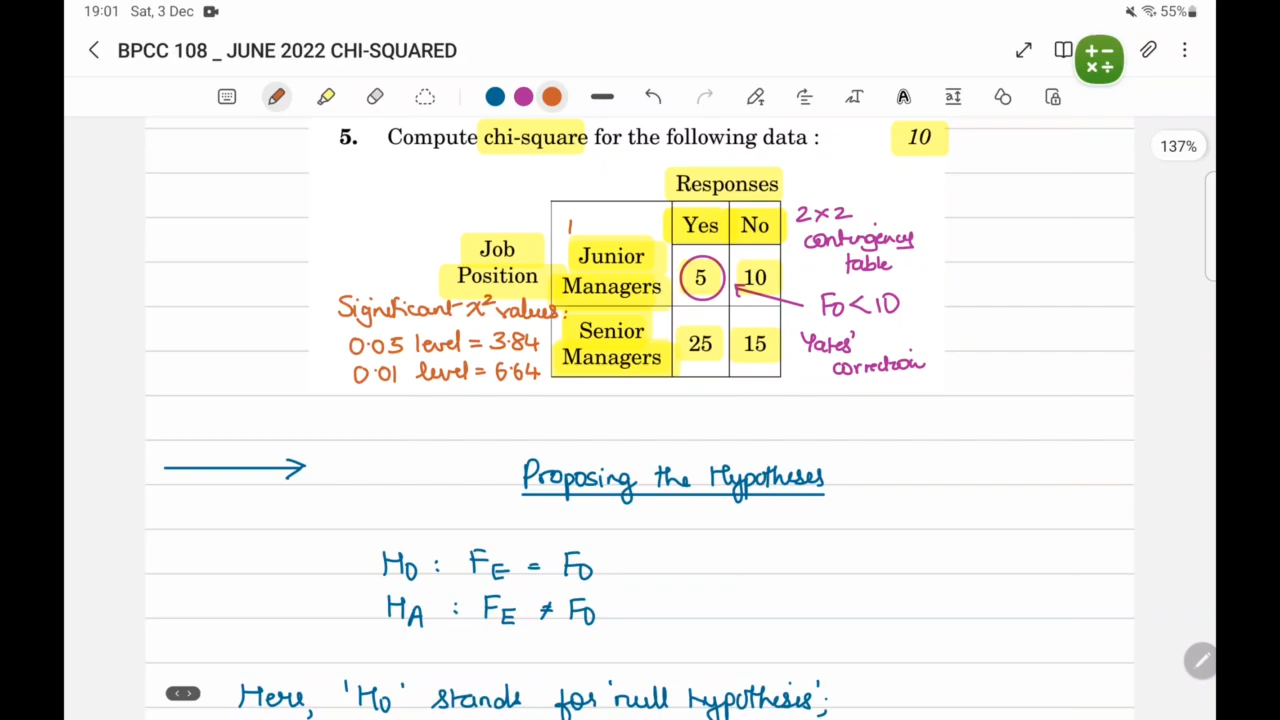 19:01 Sat, 3 Dec
55%
BPCC 108 _ JUNE 2022 CHI-SQUARED
137%
5. Compute chi-square for the following data : 10
Responses
Yes No
Job Position
Junior Managers 5 10
Senior Managers 25 15
2×2
contingency
table
Fo < 10
Yates'
correction
Significant x² values:
0.05 level = 3.84
0.01 level = 6.64
Proposing the Hypotheses
H0 : FE = FO
HA : FE ≠ FO
Here, 'H0' stands for 'null hypothesis';